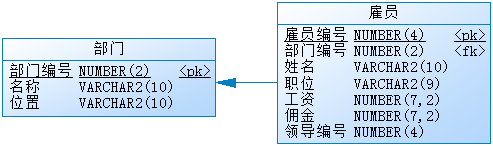 部门
部门编号 NUMBER(2) <pk>
名称 VARCHAR2(10)
位置 VARCHAR2(10)
雇员
雇员编号 NUMBER(4) <pk>
部门编号 NUMBER(2) <fk>
姓名 VARCHAR2(10)
职位 VARCHAR2(9)
工资 NUMBER(7,2)
佣金 NUMBER(7,2)
领导编号 NUMBER(4)